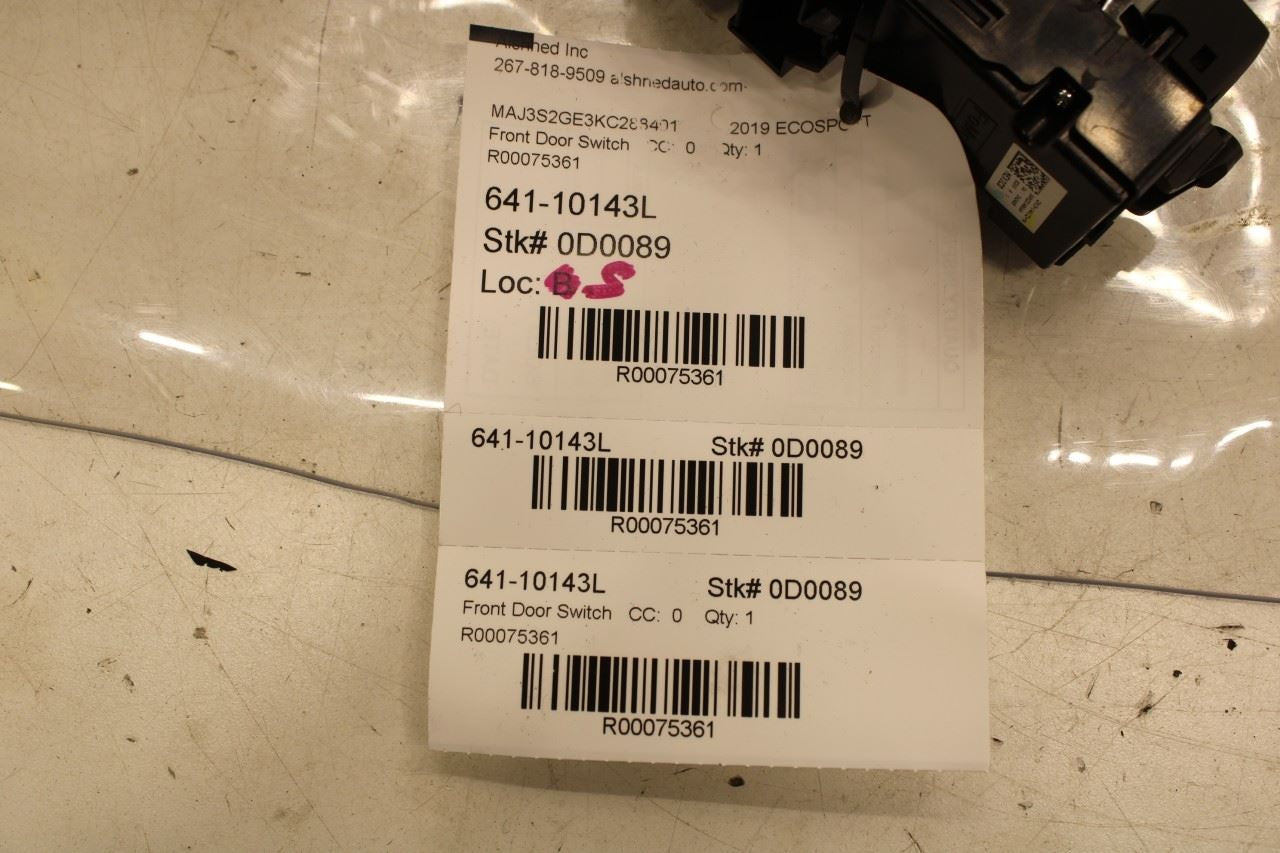 Alshned Inc
267-818-9509 alshnedauto.com
2019 ECOSPORT
Front Door Switch CC: 0 Qty: 1
R00075361
641-10143L
Stk# 0D0089
Loc: B S
R00075361
641-10143L Stk# 0D0089
R00075361
641-10143L Stk# 0D0089
Front Door Switch CC: 0 Qty: 1
R00075361
R00075361